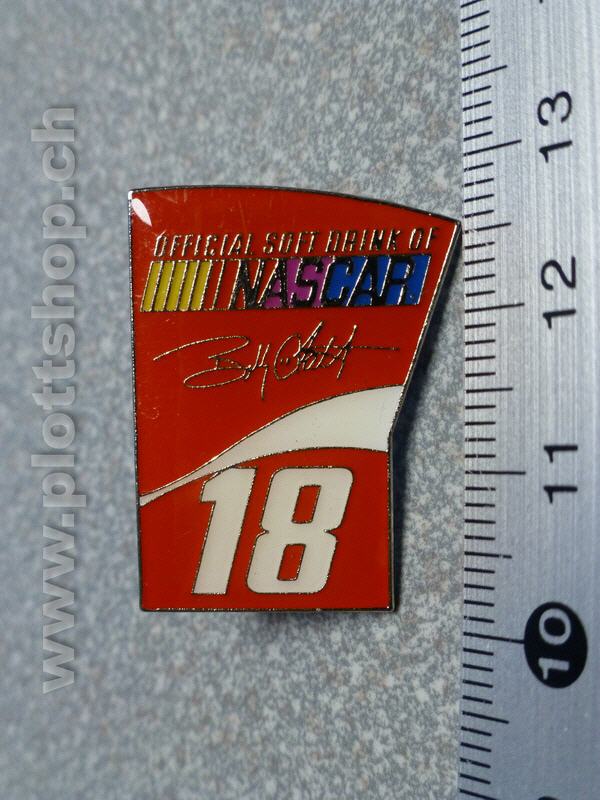 OFFICIAL SOFT DRINK OF
NASCAR
18
www.plottshop.ch
13
12
11
10